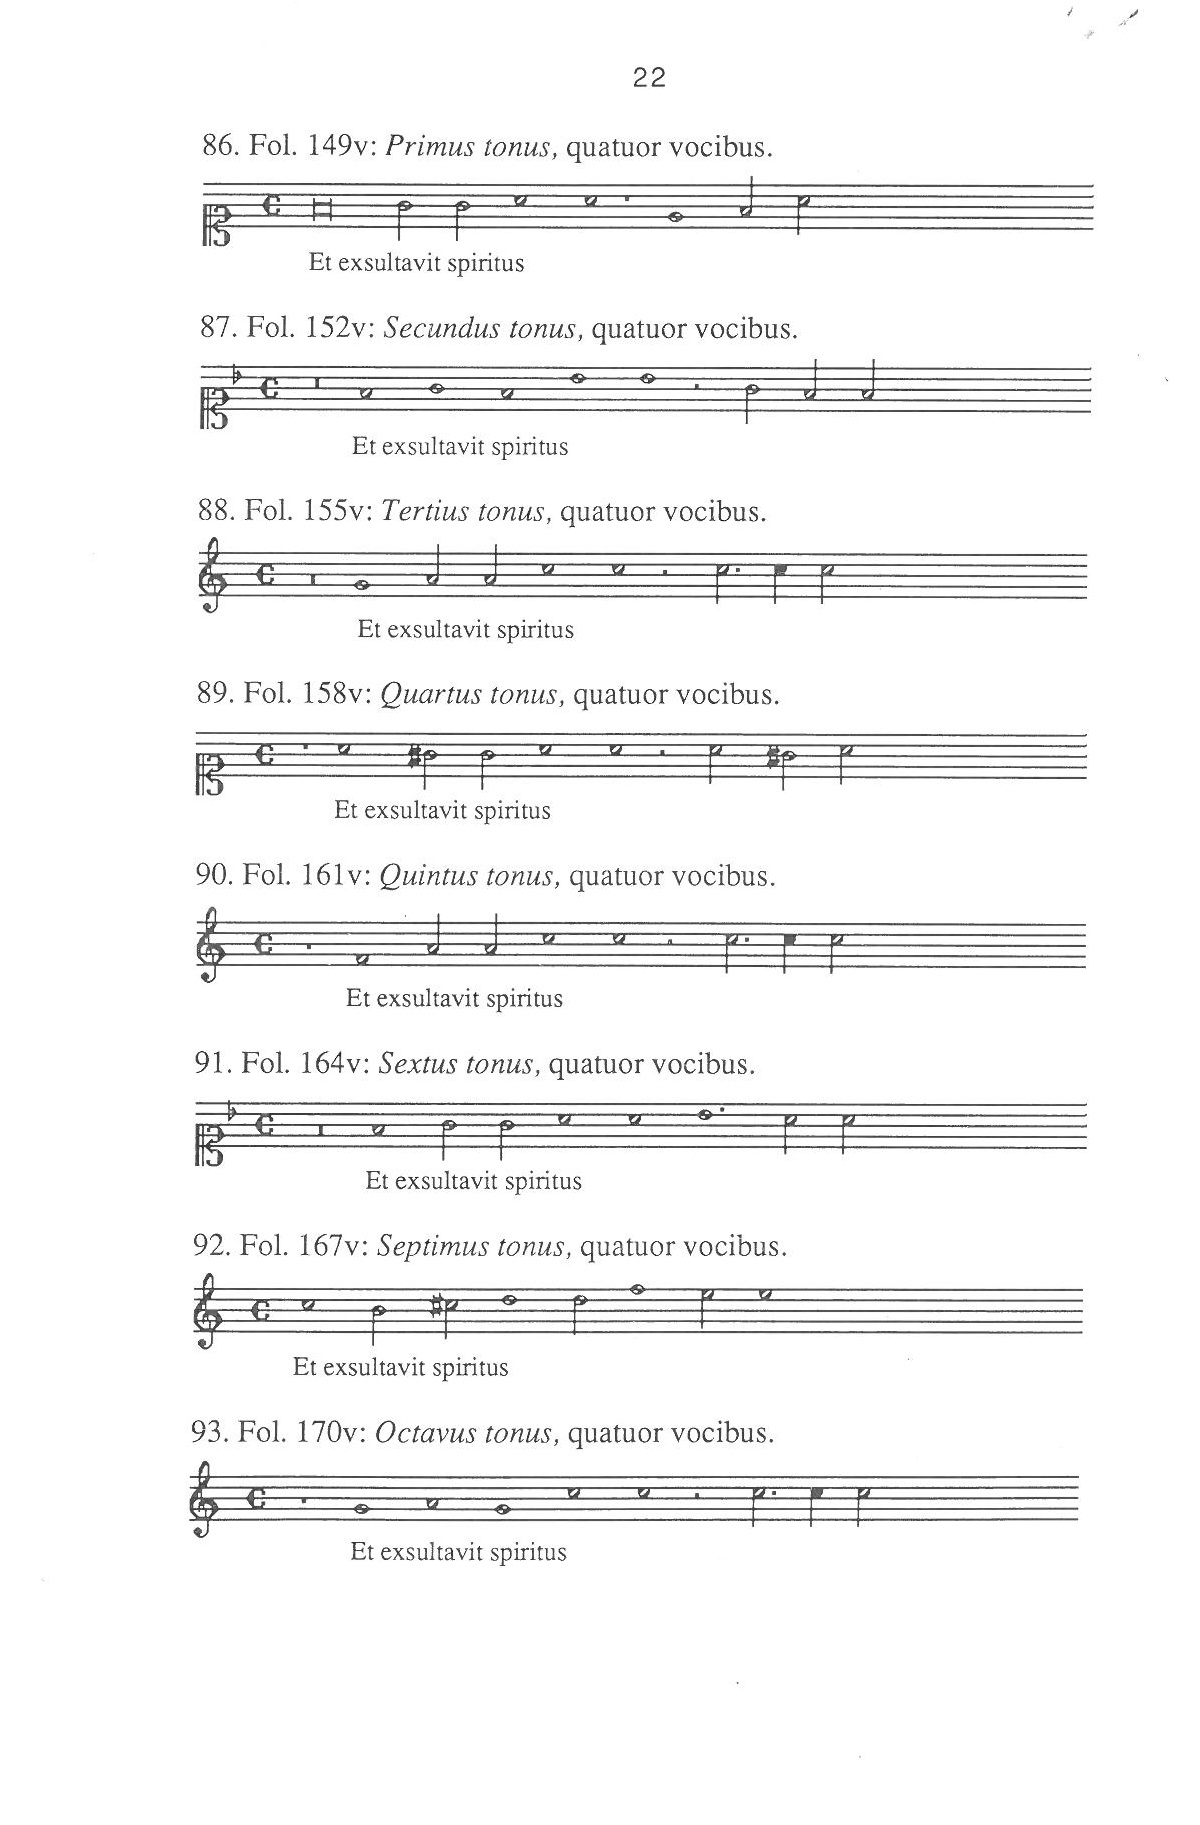 22
86. Fol. 149v: Primus tonus, quatuor vocibus.
Et exsultavit spiritus
87. Fol. 152v: Secundus tonus, quatuor vocibus.
Et exsultavit spiritus
88. Fol. 155v: Tertius tonus, quatuor vocibus.
Et exsultavit spiritus
89. Fol. 158v: Quartus tonus, quatuor vocibus.
Et exsultavit spiritus
90. Fol. 161v: Quintus tonus, quatuor vocibus.
Et exsultavit spiritus
91. Fol. 164v: Sextus tonus, quatuor vocibus.
Et exsultavit spiritus
92. Fol. 167v: Septimus tonus, quatuor vocibus.
Et exsultavit spiritus
93. Fol. 170v: Octavus tonus, quatuor vocibus.
Et exsultavit spiritus